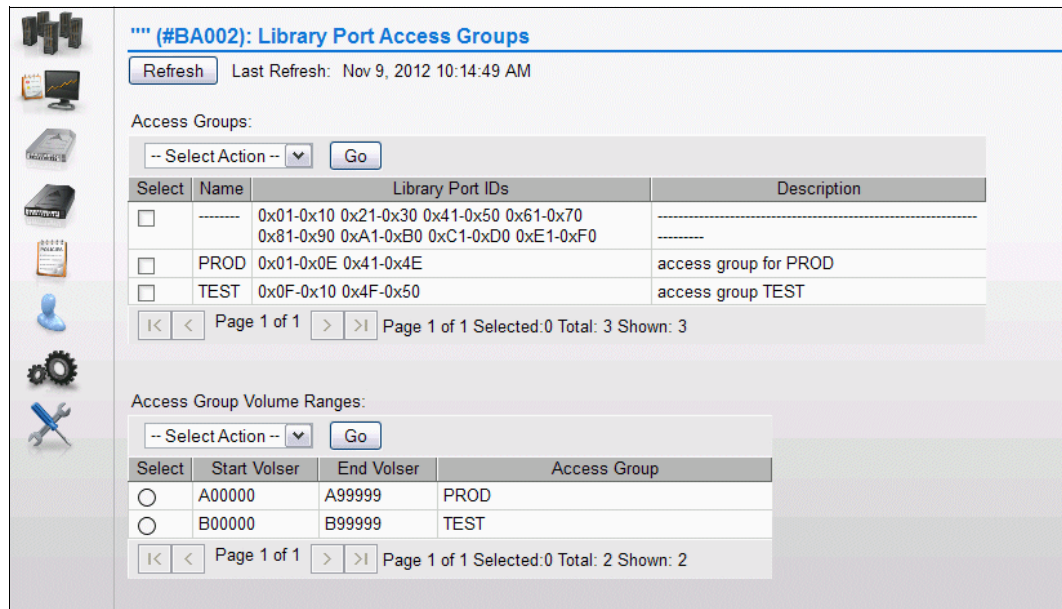 "" (#BA002): Library Port Access Groups
Refresh Last Refresh: Nov 9, 2012 10:14:49 AM
Access Groups:
-- Select Action -- Go
Select Name Library Port IDs Description
-------- 0x01-0x10 0x21-0x30 0x41-0x50 0x61-0x70 ----------------------------------------------------------------
0x81-0x90 0xA1-0xB0 0xC1-0xD0 0xE1-0xF0 ---------
PROD 0x01-0x0E 0x41-0x4E access group for PROD
TEST 0x0F-0x10 0x4F-0x50 access group TEST
|< < Page 1 of 1 > >| Page 1 of 1 Selected:0 Total: 3 Shown: 3
Access Group Volume Ranges:
-- Select Action -- Go
Select Start Volser End Volser Access Group
A00000 A99999 PROD
B00000 B99999 TEST
|< < Page 1 of 1 > >| Page 1 of 1 Selected:0 Total: 2 Shown: 2